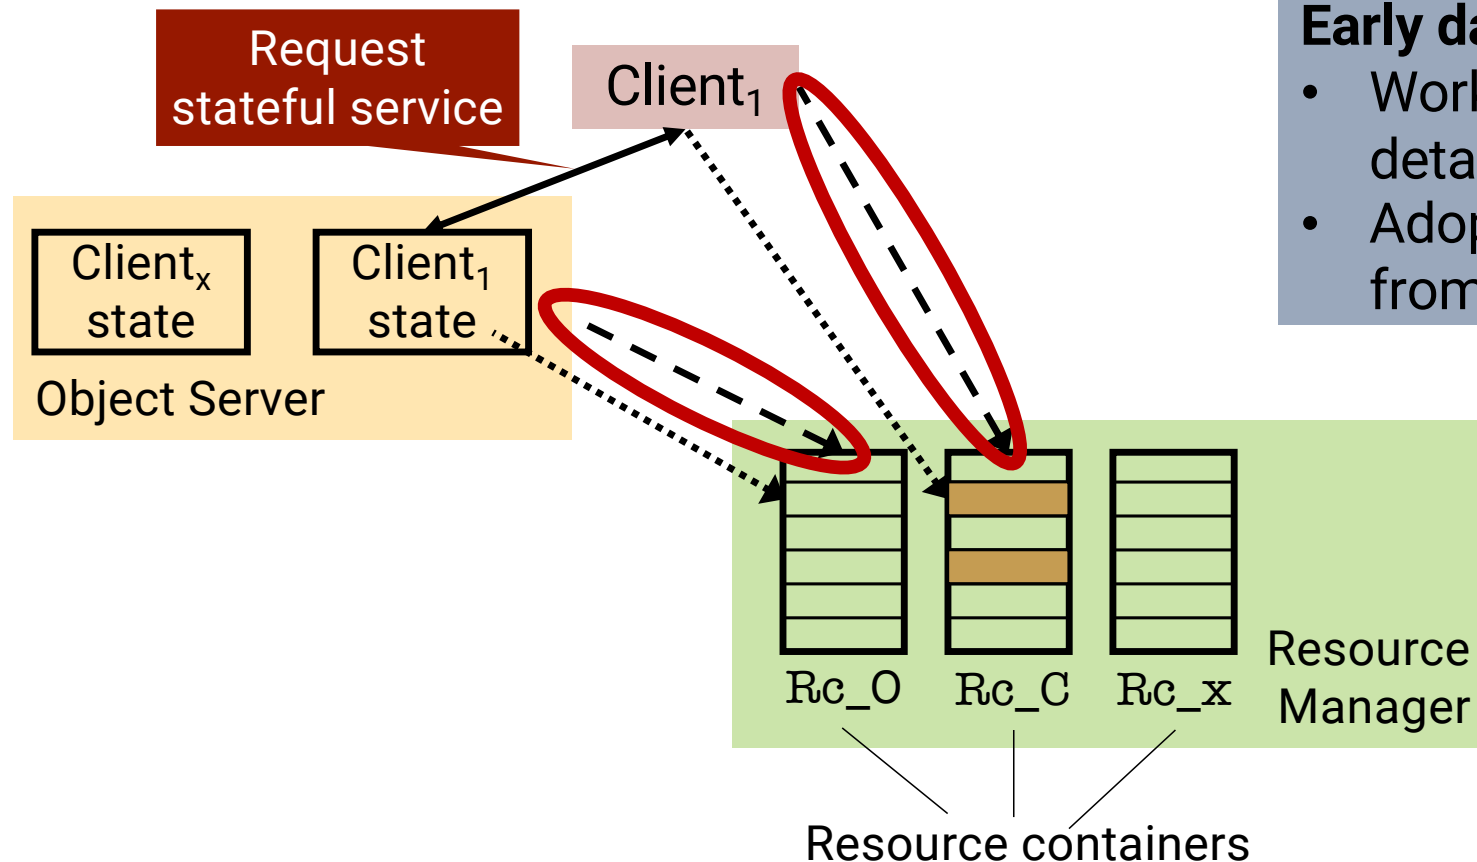 Request
stateful service
Client₁
Early da
• Work
deta
• Adop
from
Clientₓ
state
Client₁
state
Object Server
Rc_O
Rc_C
Rc_x
Resource
Manager
Resource containers